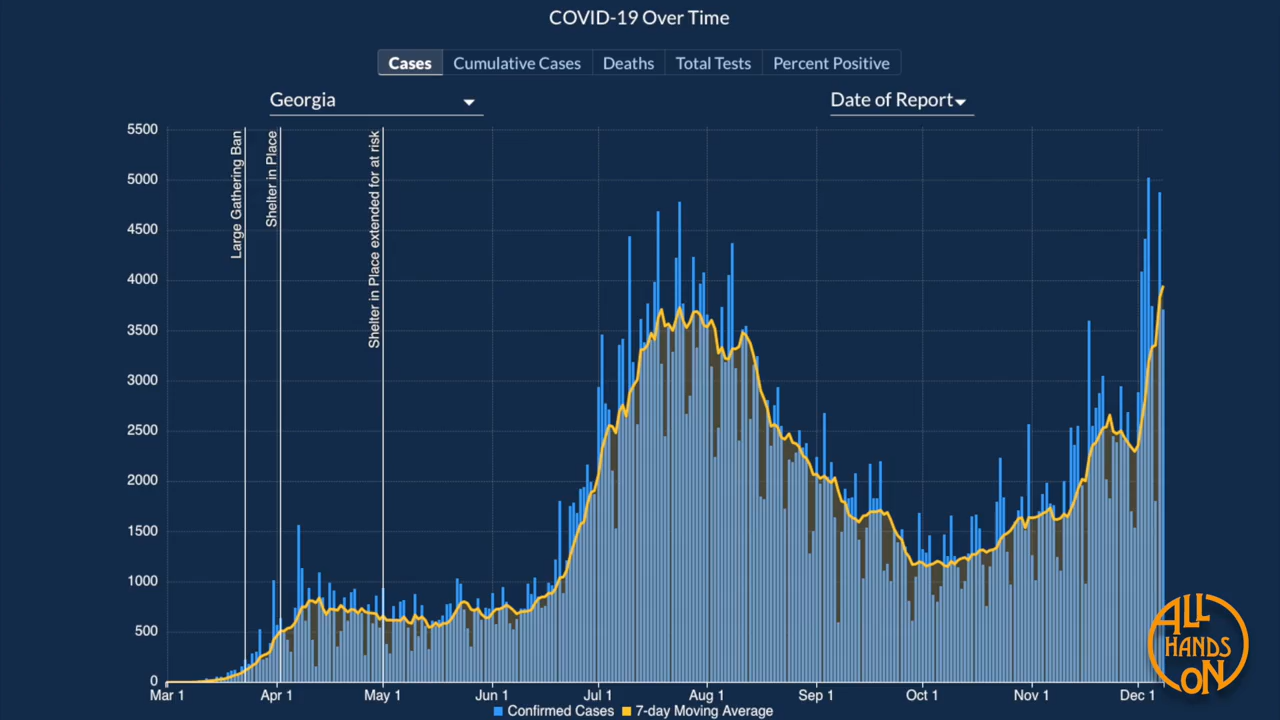 COVID-19 Over Time
Cases Cumulative Cases Deaths Total Tests Percent Positive
Georgia Date of Report
Large Gathering Ban
Shelter in Place
Shelter in Place extended for at risk
5500
5000
4500
4000
3500
3000
2500
2000
1500
1000
500
0
Mar 1 Apr 1 May 1 Jun 1 Jul 1 Aug 1 Sep 1 Oct 1 Nov 1 Dec 1
Confirmed Cases 7-day Moving Average
ALL
HANDS
ON